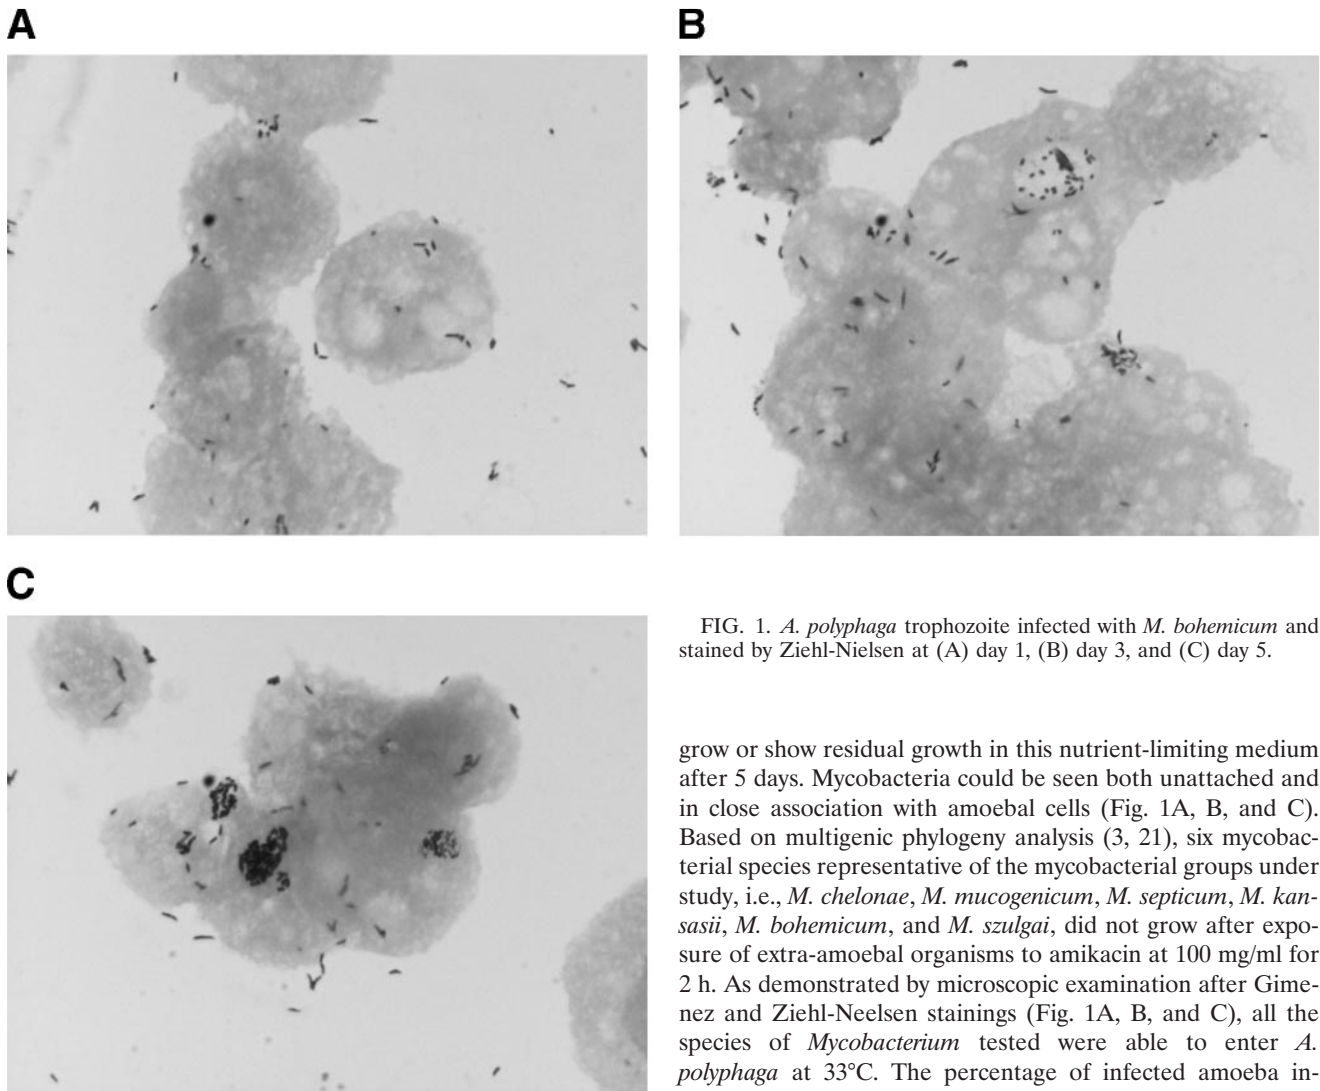 A
B
C
FIG. 1. A. polyphaga trophozoite infected with M. bohemicum and
stained by Ziehl-Nielsen at (A) day 1, (B) day 3, and (C) day 5.
grow or show residual growth in this nutrient-limiting medium
after 5 days. Mycobacteria could be seen both unattached and
in close association with amoebal cells (Fig. 1A, B, and C).
Based on multigenic phylogeny analysis (3, 21), six mycobac-
terial species representative of the mycobacterial groups under
study, i.e., M. chelonae, M. mucogenicum, M. septicum, M. kan-
sasii, M. bohemicum, and M. szulgai, did not grow after expo-
sure of extra-amoebal organisms to amikacin at 100 mg/ml for
2 h. As demonstrated by microscopic examination after Gime-
nez and Ziehl-Neelsen stainings (Fig. 1A, B, and C), all the
species of Mycobacterium tested were able to enter A.
polyphaga at 33°C. The percentage of infected amoeba in-